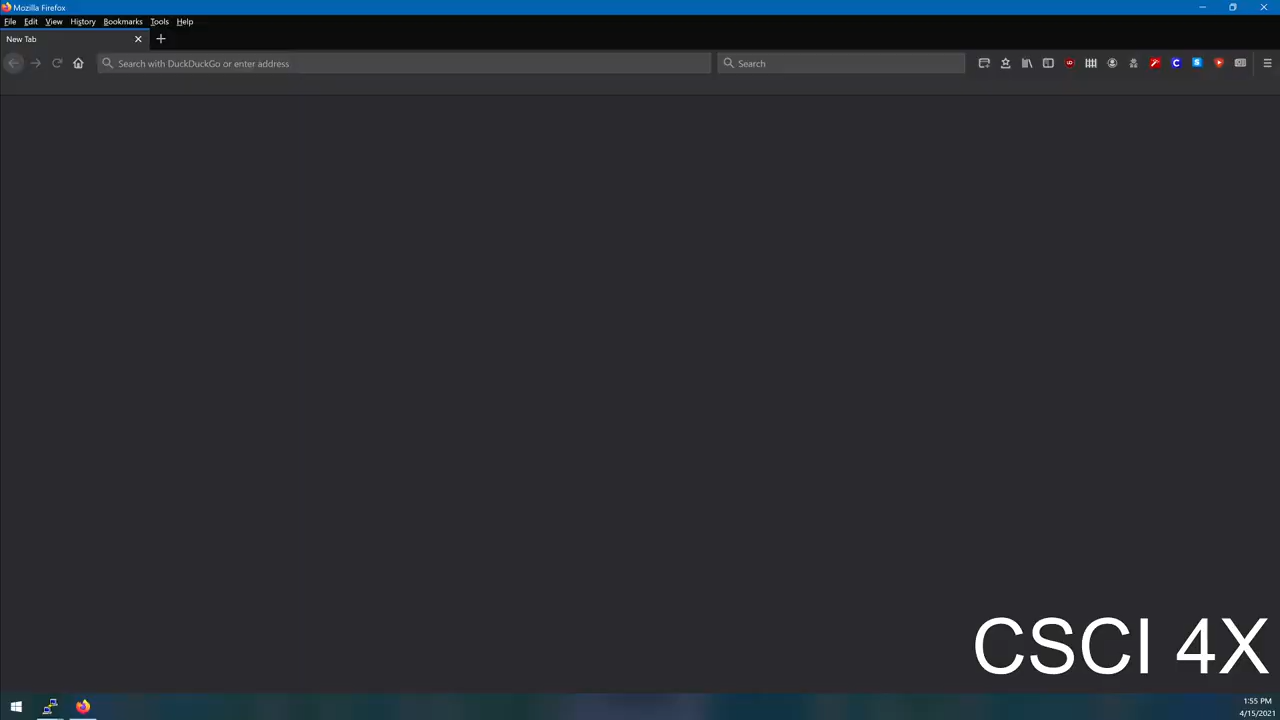 Mozilla Firefox
File Edit View History Bookmarks Tools Help
New Tab
Search with DuckDuckGo or enter address
Search
CSCI 4X
1:55 PM
4/15/2021